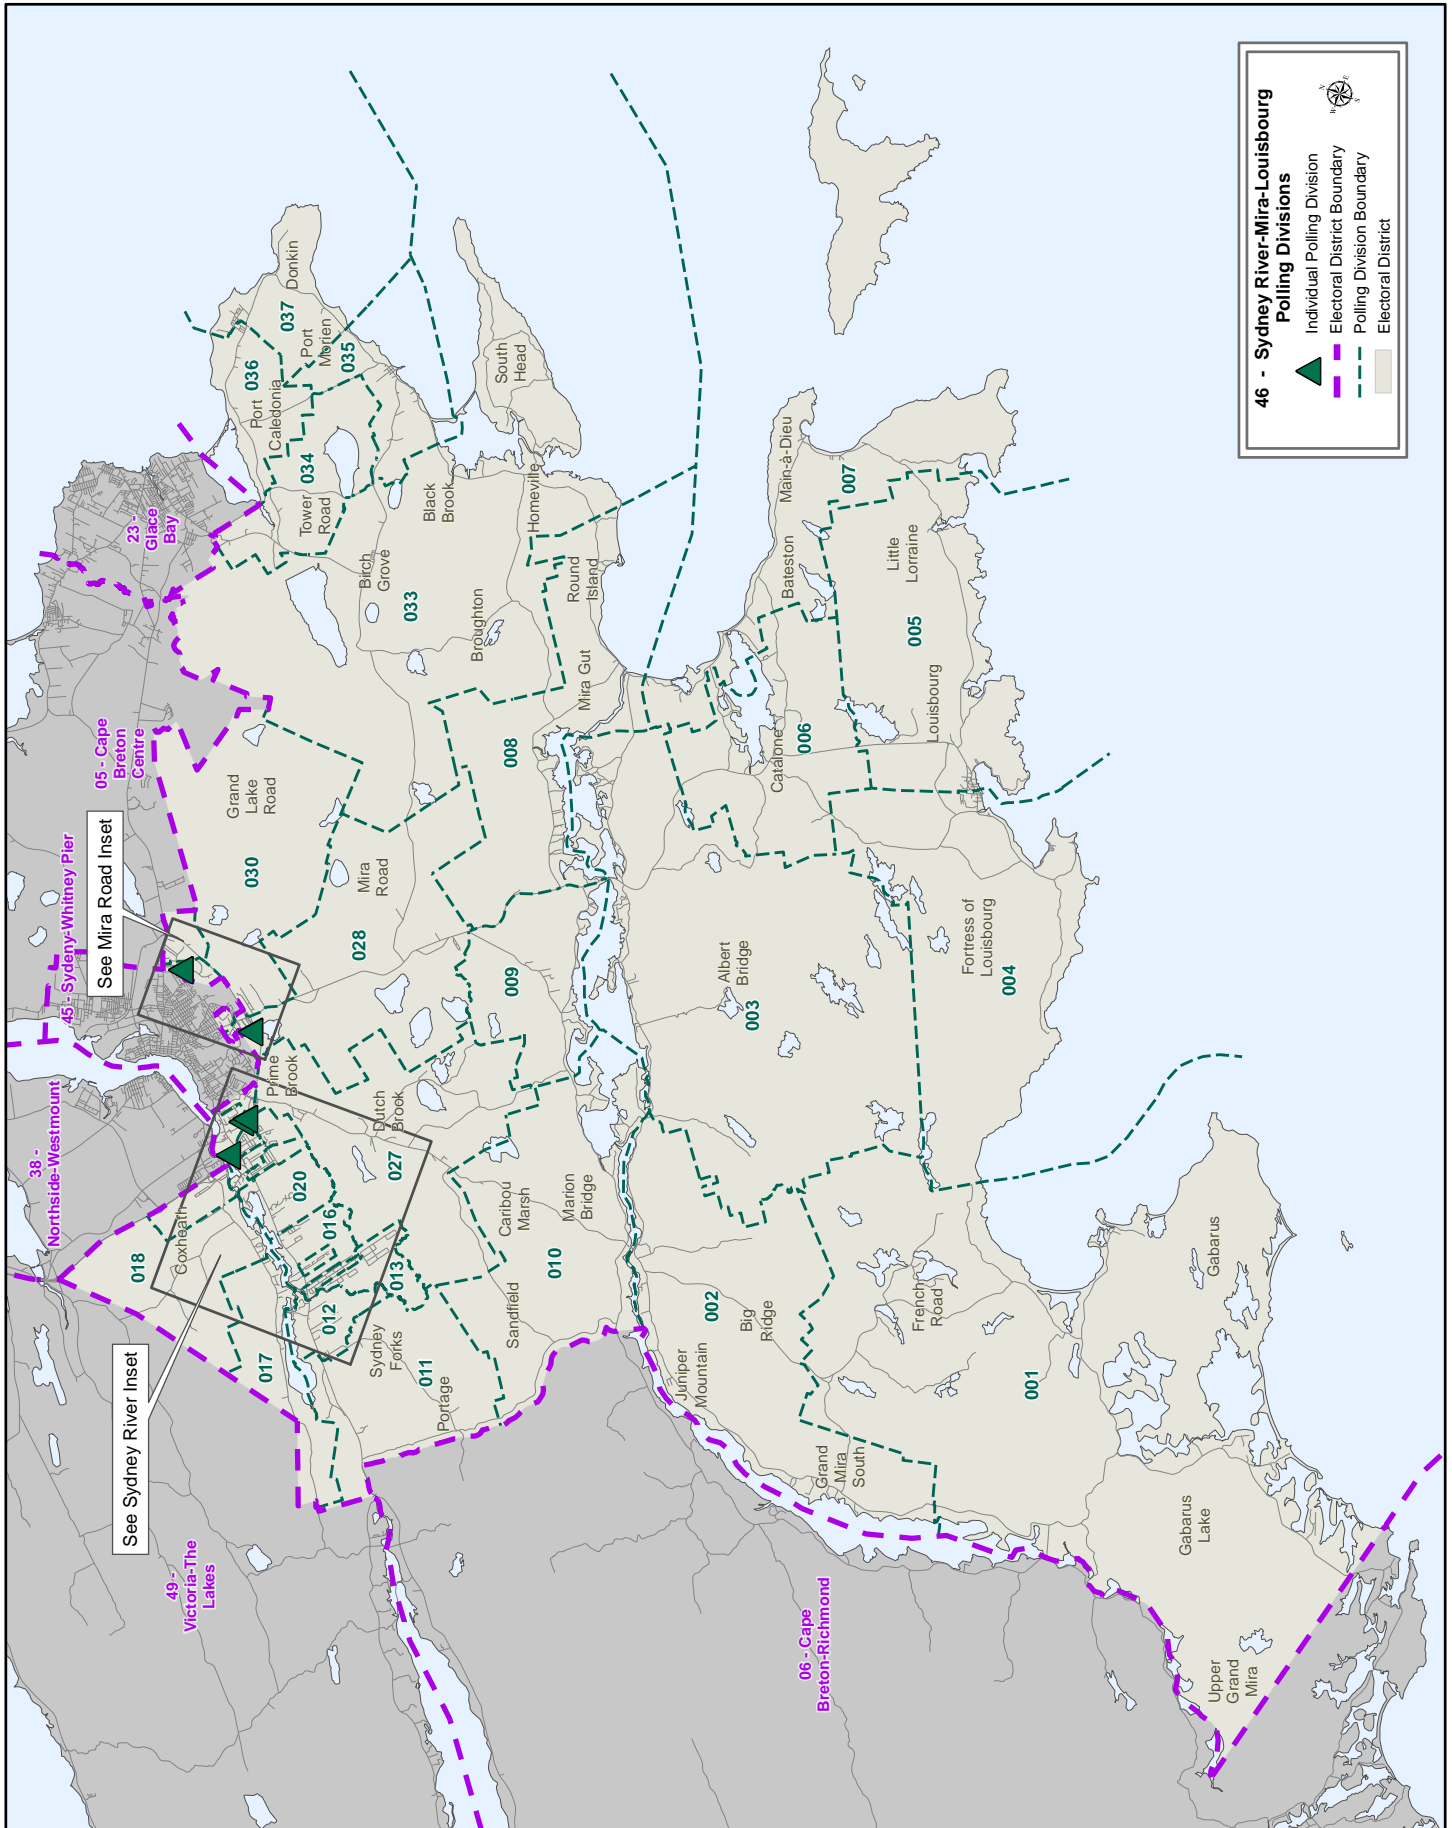 46 - Sydney River-Mira-Louisbourg
Polling Divisions
Individual Polling Division
Electoral District Boundary
Polling Division Boundary
Electoral District
N
E
S
W
See Sydney River Inset
See Mira Road Inset
49 -
Victoria-The
Lakes
38 -
Northside-Westmount
45 - Sydeny-Whitney Pier
05 - Cape
Breton
Centre
23 -
Glace
Bay
06 - Cape
Breton-Richmond
018
Coxheath
017
012
Sydney
Forks
011
Portage
013
016
020
027
Prime
Brook
Dutch
Brook
Caribou
Marsh
Sandfield
010
Marion
Bridge
009
028
Mira
Road
030
Grand
Lake
Road
008
Mira Gut
Round
Island
Homeville
Broughton
033
Birch
Grove
Black
Brook
Tower
Road
034
Port
Caledonia
036
037
Donkin
Port
Morien
035
South
Head
Main-a-Dieu
007
Bateston
Little
Lorraine
005
Louisbourg
006
Catalone
Albert
Bridge
003
Fortress of
Louisbourg
004
002
Big
Ridge
Juniper
Mountain
French
Road
001
Grand
Mira
South
Gabarus
Gabarus
Lake
Upper
Grand
Mira